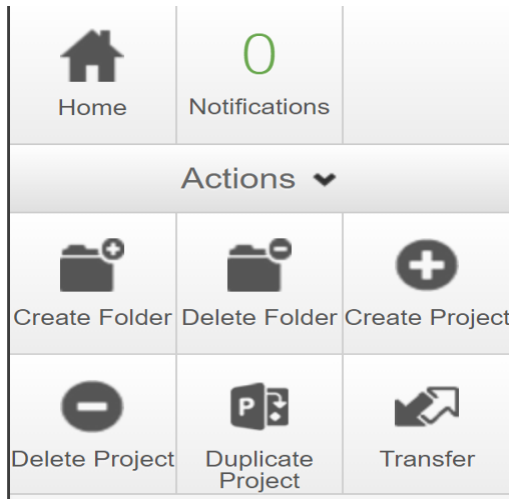 0
Home
Notifications
Actions
Create Folder
Delete Folder
Create Project
P
Delete Project
Duplicate
Project
Transfer